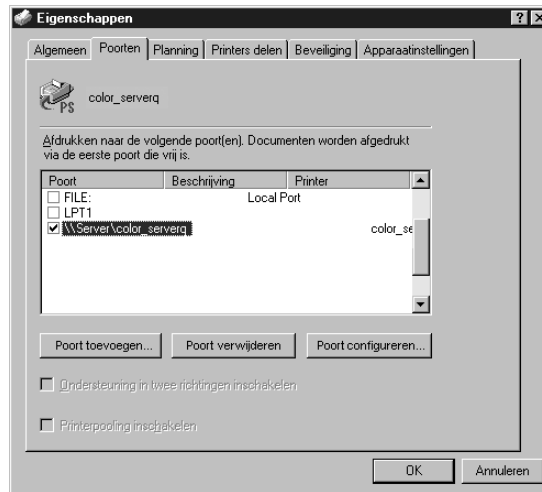 Eigenschappen
Algemeen Poorten Planning Printers delen Beveiliging Apparaatinstellingen
PS color_serverq
Afdrukken naar de volgende poort(en). Documenten worden afgedrukt
via de eerste poort die vrij is.
Poort Beschrijving Printer
FILE: Local Port
LPT1
\\Server\color_serverq color_se
Poort toevoegen... Poort verwijderen Poort configureren...
Ondersteuning in twee richtingen inschakelen
Printerpooling inschakelen
OK Annuleren